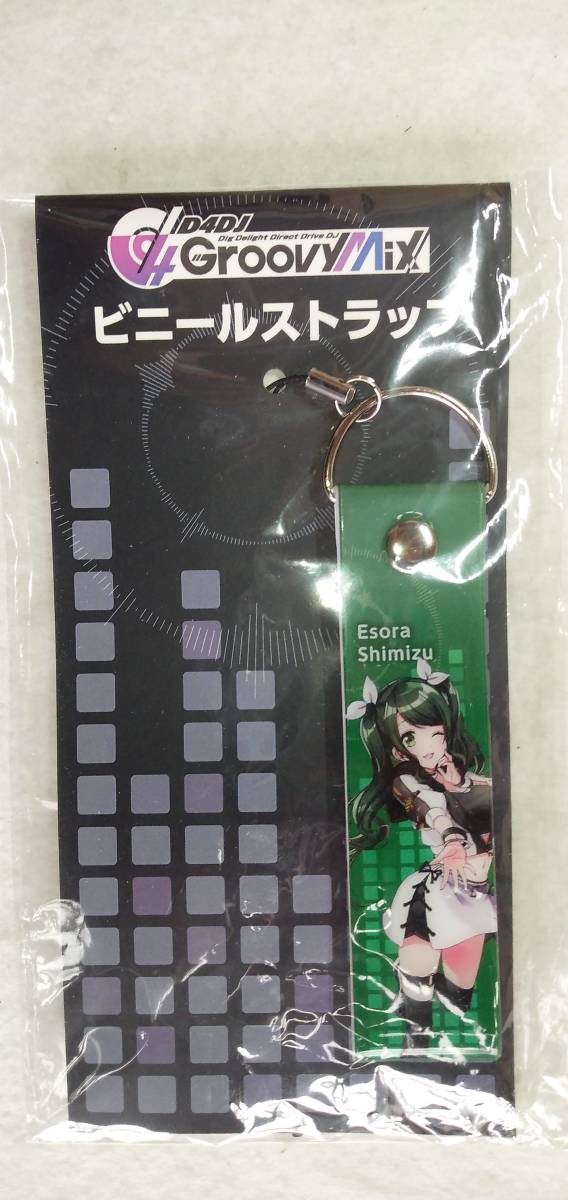 D4DJ
Dig Delight Direct Drive DJ
GROOVY MIX
ビニールストラップ
Esora
Shimizu